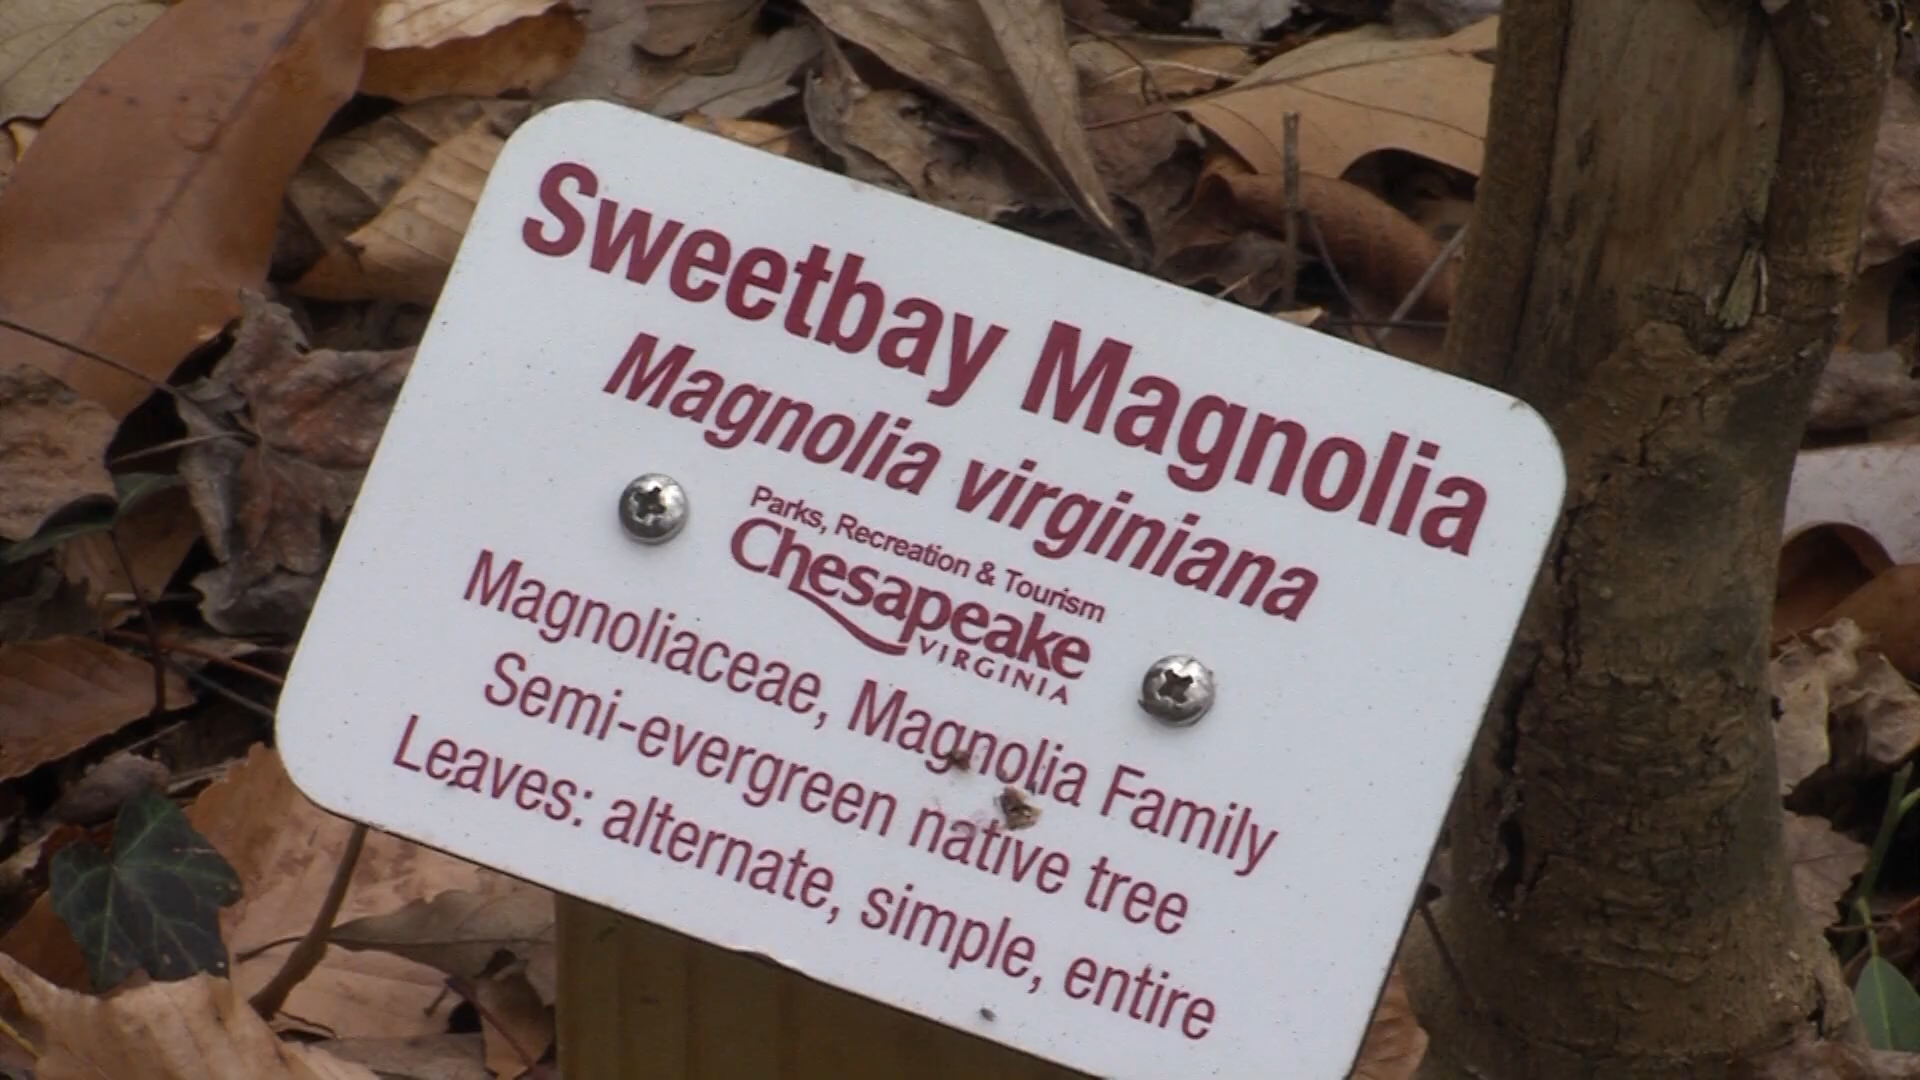 Sweetbay Magnolia
Magnolia virginiana
Parks, Recreation & Tourism
Chesapeake
VIRGINIA
Magnoliaceae, Magnolia Family
Semi-evergreen native tree
Leaves: alternate, simple, entire